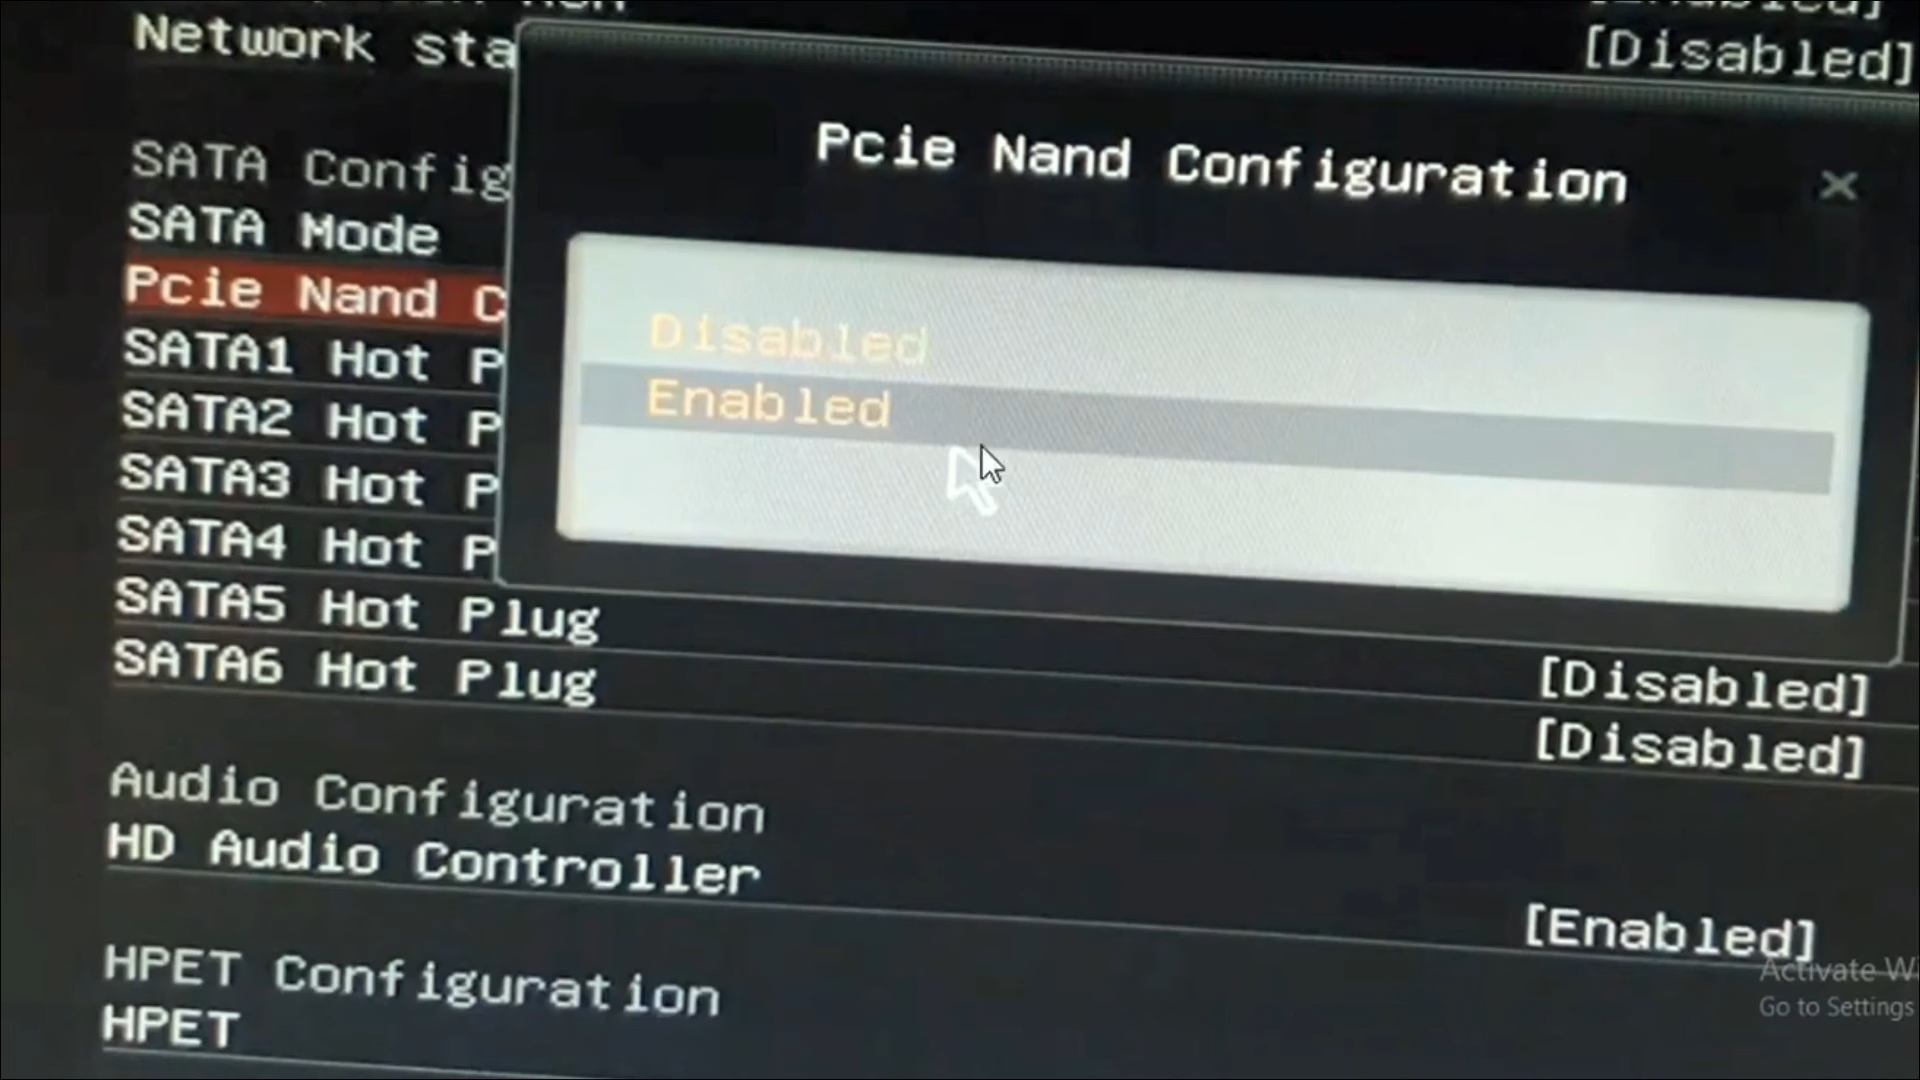 Network sta
[Disabled]
Pcie Nand Configuration
SATA Config
SATA Mode
Pcie Nand C
Disabled
Enabled
SATA1 Hot P
SATA2 Hot P
SATA3 Hot P
SATA4 Hot P
SATA5 Hot Plug
[Disabled]
SATA6 Hot Plug
[Disabled]
Audio Configuration
HD Audio Controller
[Enabled]
HPET Configuration
HPET
Activate Wi
Go to Settings